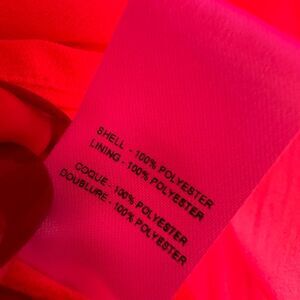 SHELL - 100% POLYESTER
LINING - 100% POLYESTER
COQUE - 100% POLYESTER
DOUBLURE - 100% POLYESTER